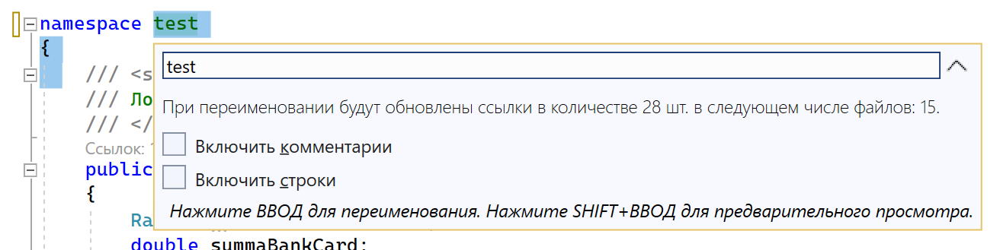 namespace test
{
test
/// <s
/// Ло
/// </
При переименовании будут обновлены ссылки в количестве 28 шт. в следующем числе файлов: 15.
Ссылок: 1
Включить комментарии
public
Включить строки
{
Нажмите ВВОД для переименования. Нажмите SHIFT+ВВОД для предварительного просмотра.
Ra
double summaBankCard;